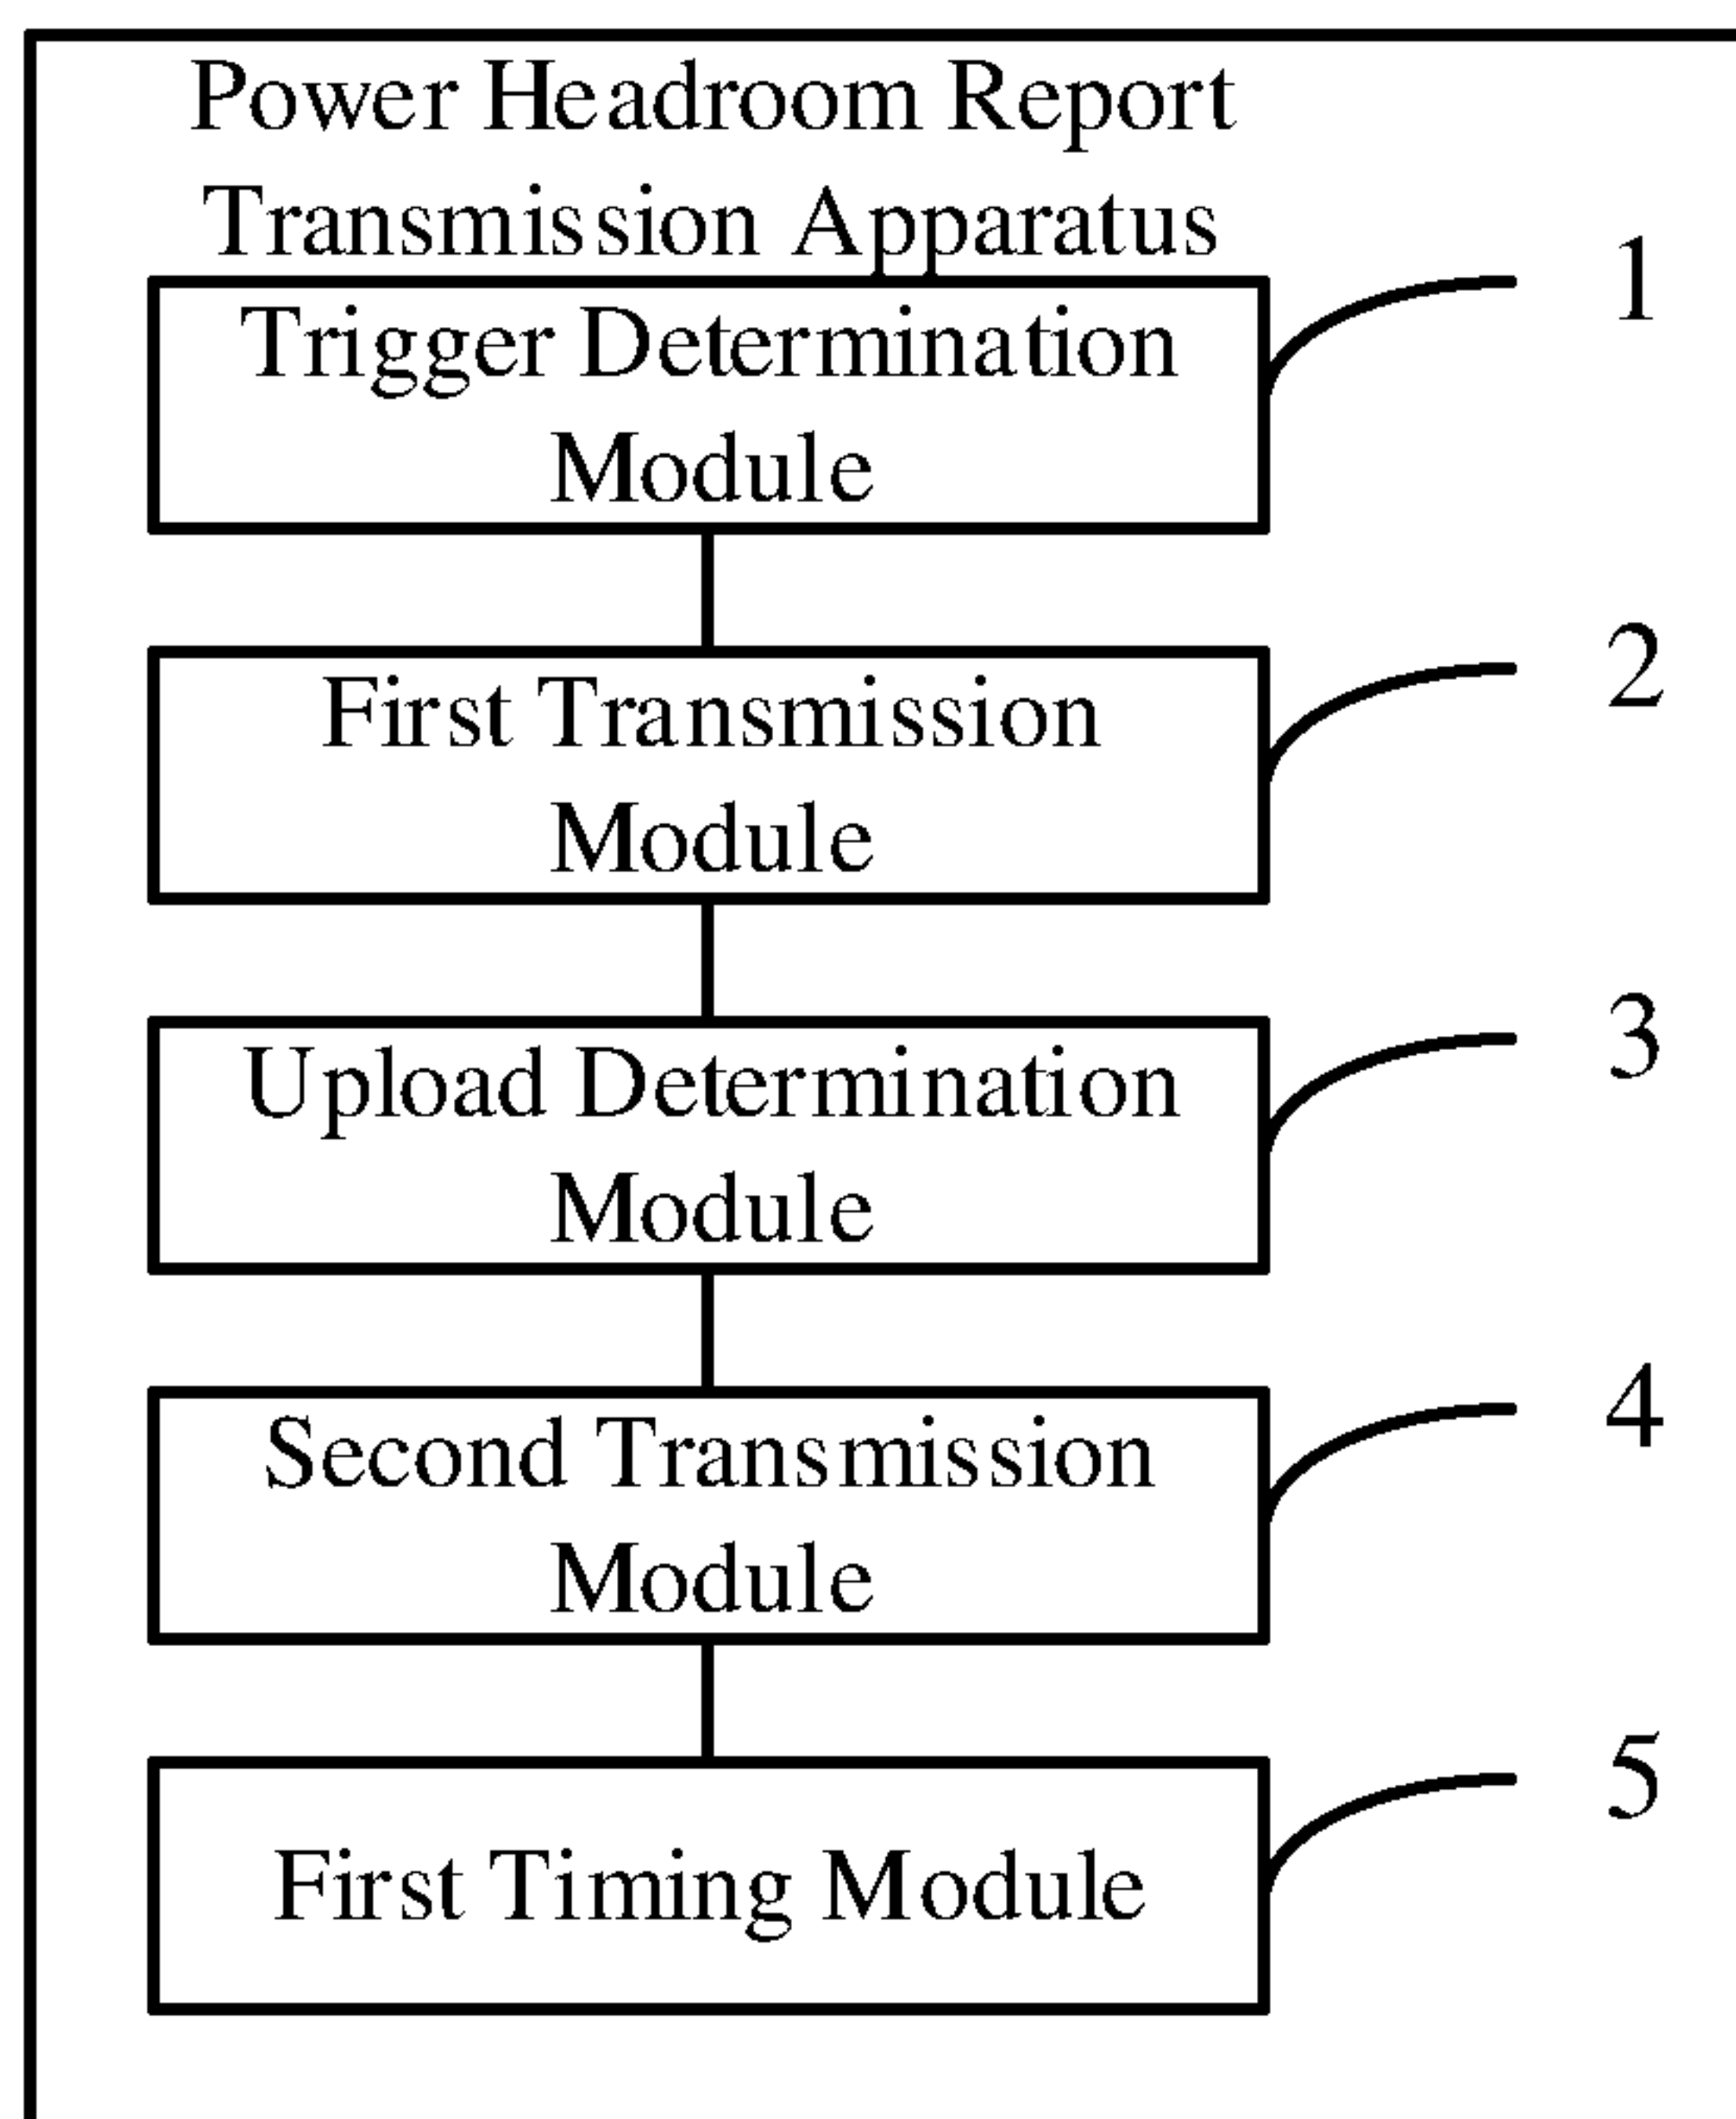 Power Headroom Report
Transmission Apparatus
Trigger Determination
Module
1
First Transmission
Module
2
Upload Determination
Module
3
Second Transmission
Module
4
First Timing Module
5